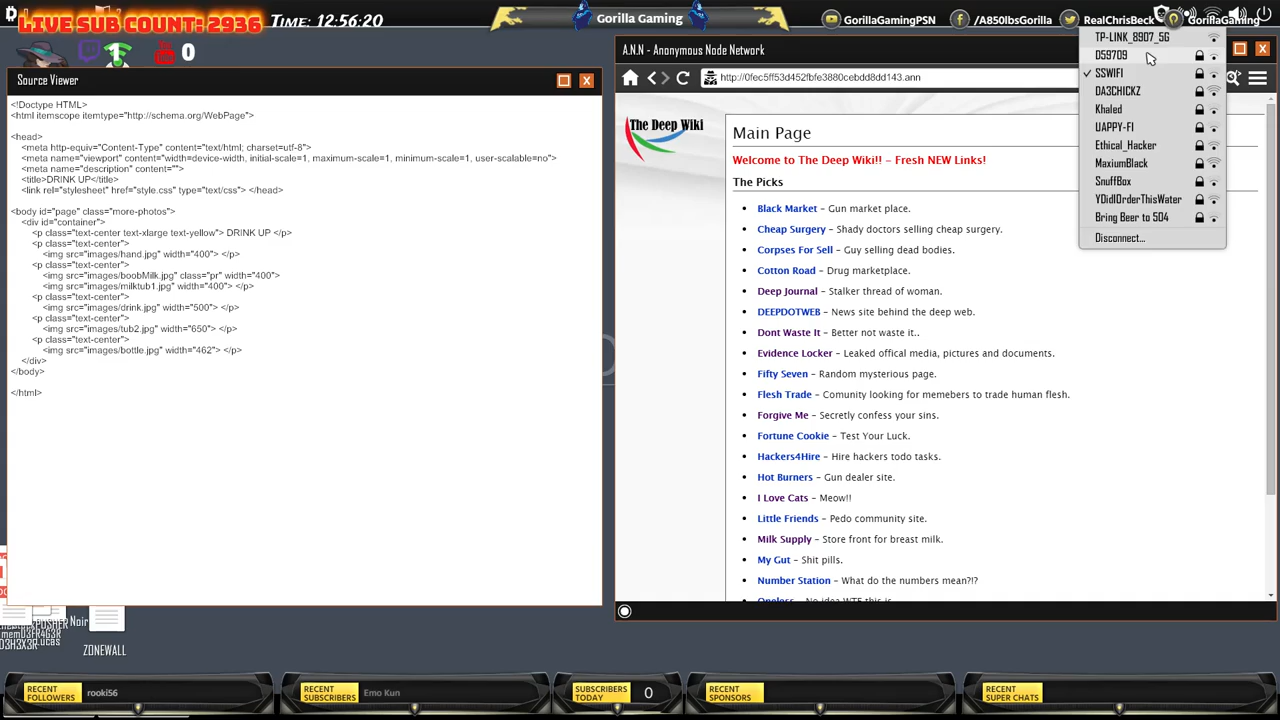 LIVE SUB COUNT: 2936
TIME: 12:56:20
Gorilla Gaming
GorillaGamingPSN
/A850lbsGorilla
RealChrisBeck
GorillaGaming
1
0
Source Viewer
<!Doctype HTML>
<html itemscope itemtype="http://schema.org/WebPage">
<head>
<meta http-equiv="Content-Type" content="text/html; charset=utf-8">
<meta name="viewport" content="width=device-width, initial-scale=1, maximum-scale=1, minimum-scale=1, user-scalable=no">
<meta name="description" content="">
<title>DRINK UP</title>
<link rel="stylesheet" href="style.css" type="text/css"> </head>
<body id="page" class="more-photos">
<div id="container">
<p class="text-center text-xlarge text-yellow"> DRINK UP </p>
<p class="text-center">
<img src="images/hand.jpg" width="400"> </p>
<p class="text-center">
<img src="images/boobMilk.jpg" class="pr" width="400">
<img src="images/milktub1.jpg" width="400"> </p>
<p class="text-center">
<img src="images/drink.jpg" width="500"> </p>
<p class="text-center">
<img src="images/tub2.jpg" width="650"> </p>
<p class="text-center">
<img src="images/bottle.jpg" width="462"> </p>
</div>
</body>
</html>
A.N.N - Anonymous Node Network
http://0fec5ff53d452fbfe3880cebdd8dd143.ann
The Deep Wiki
Main Page
Welcome to The Deep Wiki!! – Fresh NEW Links!
The Picks
Black Market – Gun market place.
Cheap Surgery – Shady doctors selling cheap surgery.
Corpses For Sell – Guy selling dead bodies.
Cotton Road – Drug marketplace.
Deep Journal – Stalker thread of woman.
DEEPDOTWEB – News site behind the deep web.
Dont Waste It – Better not waste it..
Evidence Locker – Leaked offical media, pictures and documents.
Fifty Seven – Random mysterious page.
Flesh Trade – Comunity looking for memebers to trade human flesh.
Forgive Me – Secretly confess your sins.
Fortune Cookie – Test Your Luck.
Hackers4Hire – Hire hackers todo tasks.
Hot Burners – Gun dealer site.
I Love Cats – Meow!!
Little Friends – Pedo community site.
Milk Supply – Store front for breast milk.
My Gut – Shit pills.
Number Station – What do the numbers mean?!?
TP-LINK_8907_5G
D59709
SSWIFI
DA3CHICKZ
Khaled
UAPPY-FI
Ethical_Hacker
MaxiumBlack
SnuffBox
YDidIOrderThisWater
Bring Beer to 504
Disconnect...
ZONEWALL
RECENT FOLLOWERS
rooki56
RECENT SUBSCRIBERS
Emo Kun
SUBSCRIBERS TODAY
0
RECENT SPONSORS
RECENT SUPER CHATS